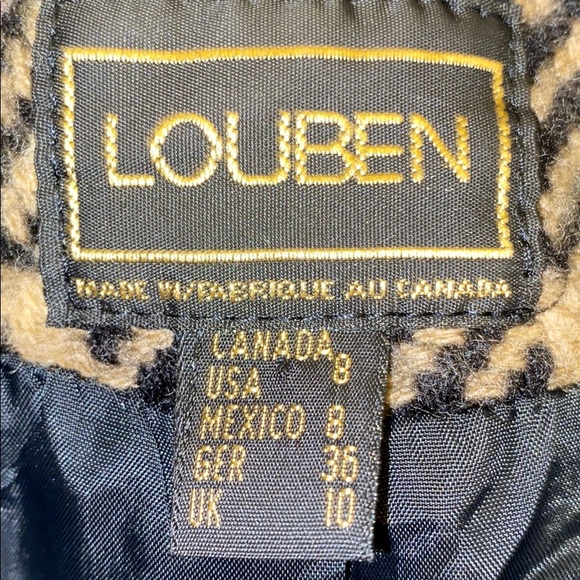 LOUBEN
MADE IN/FABRIQUE AU CANADA
CANADA
USA 8
MEXICO 8
GER 36
UK 10